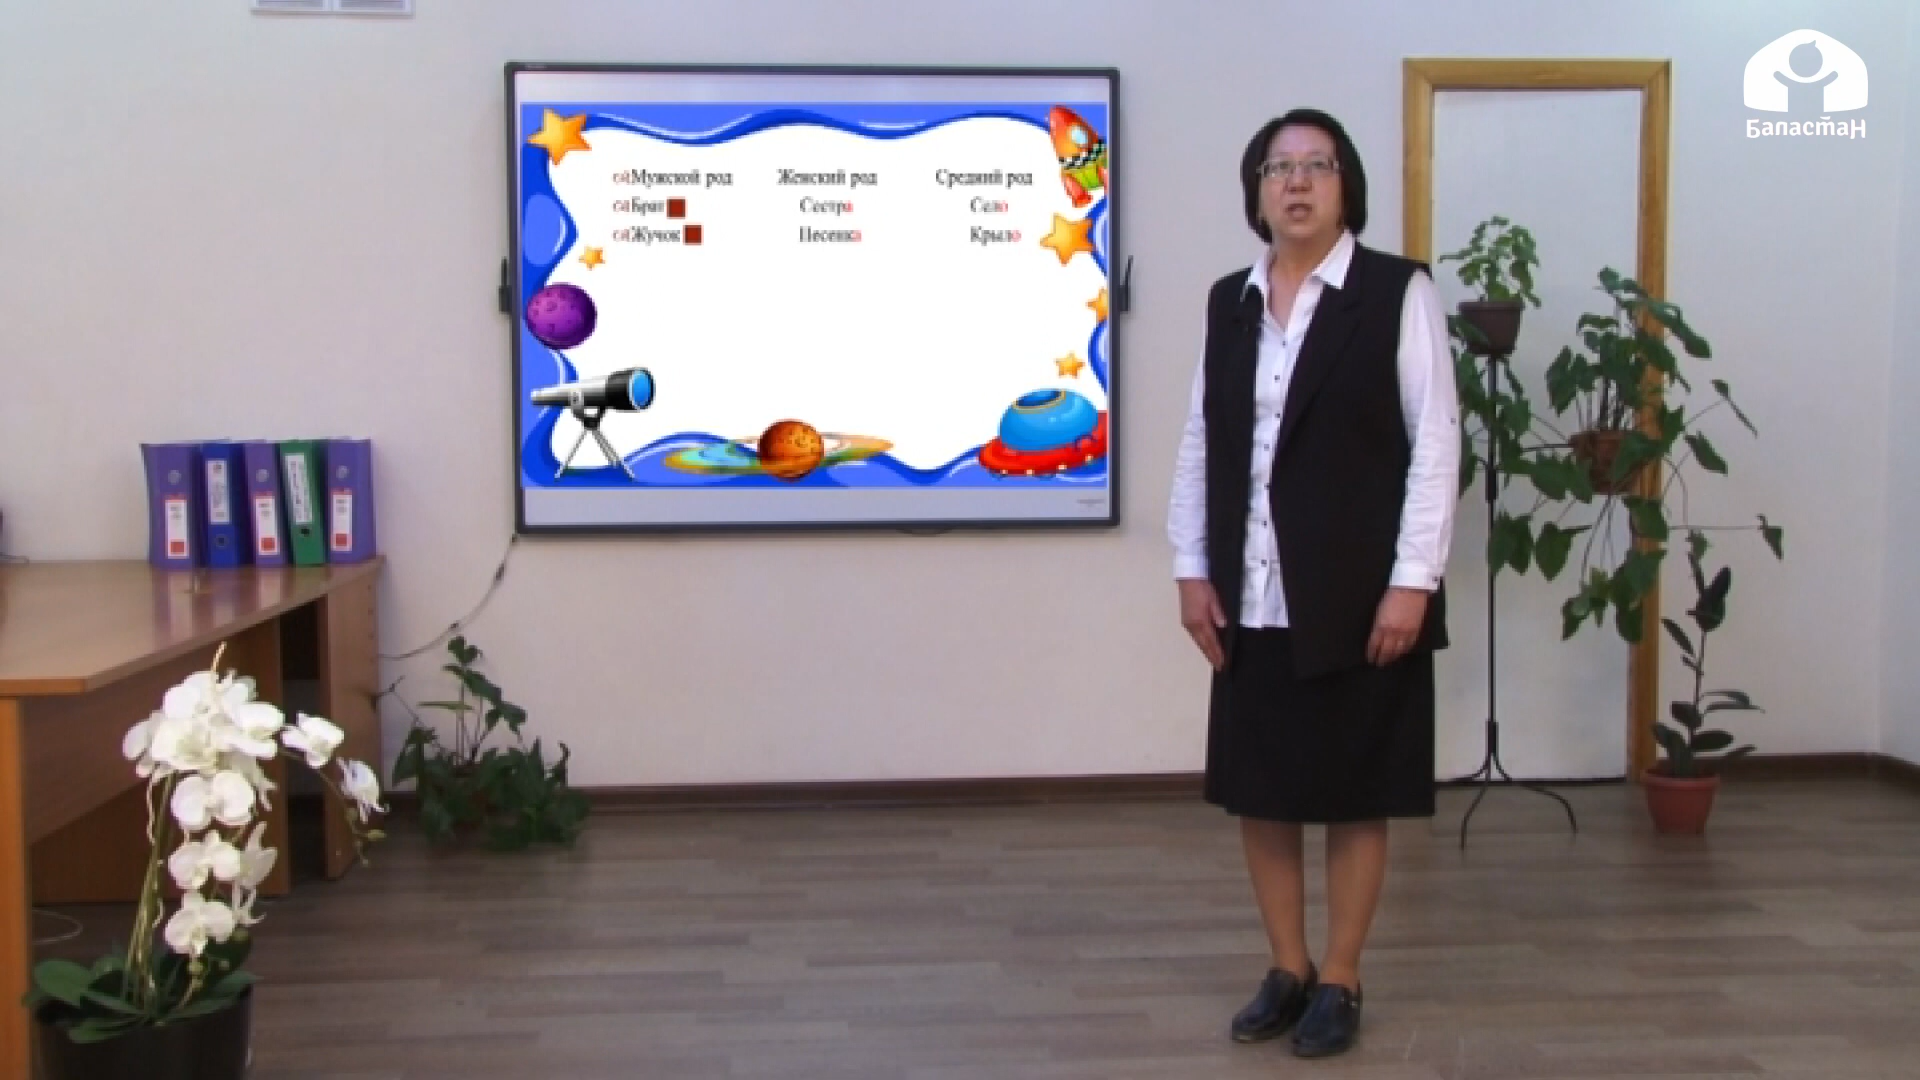 Баластан
Мужской род Женский род Средний род
Брат Сестра Село
Жучок Песенка Крыло